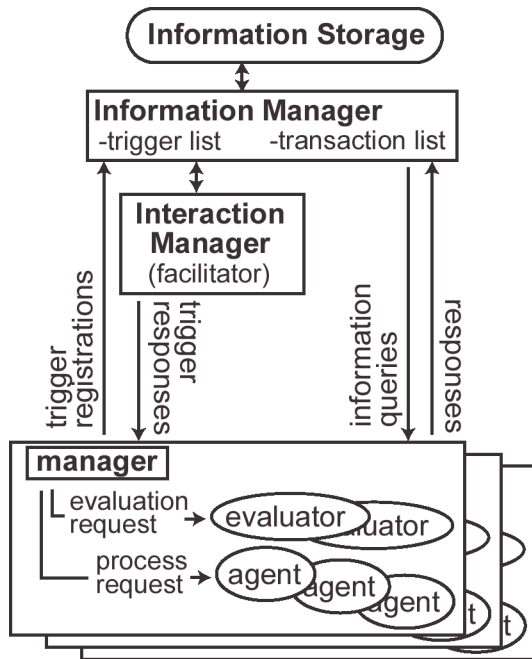 Information Storage
Information Manager
-trigger list -transaction list
Interaction
Manager
(facilitator)
trigger
registrations
trigger
responses
information
queries
responses
manager
evaluation
request
evaluator
luator
process
request
agent
agent
agent
t
t